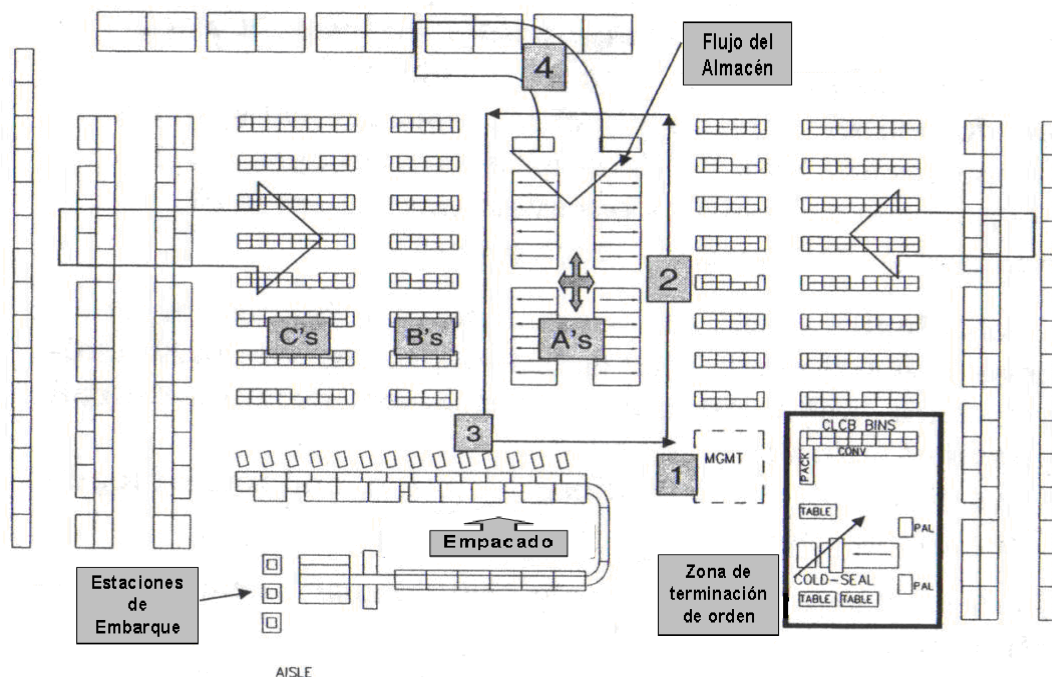 Flujo del
Almacén
4
2
C's
B's
A's
3
1
MGMT
CLCB BINS
CONV
PACK
TABLE
PAL
COLD-SEAL
PAL
TABLE
TABLE
Empacado
Estaciones
de
Embarque
Zona de
terminación
de orden
AISLE